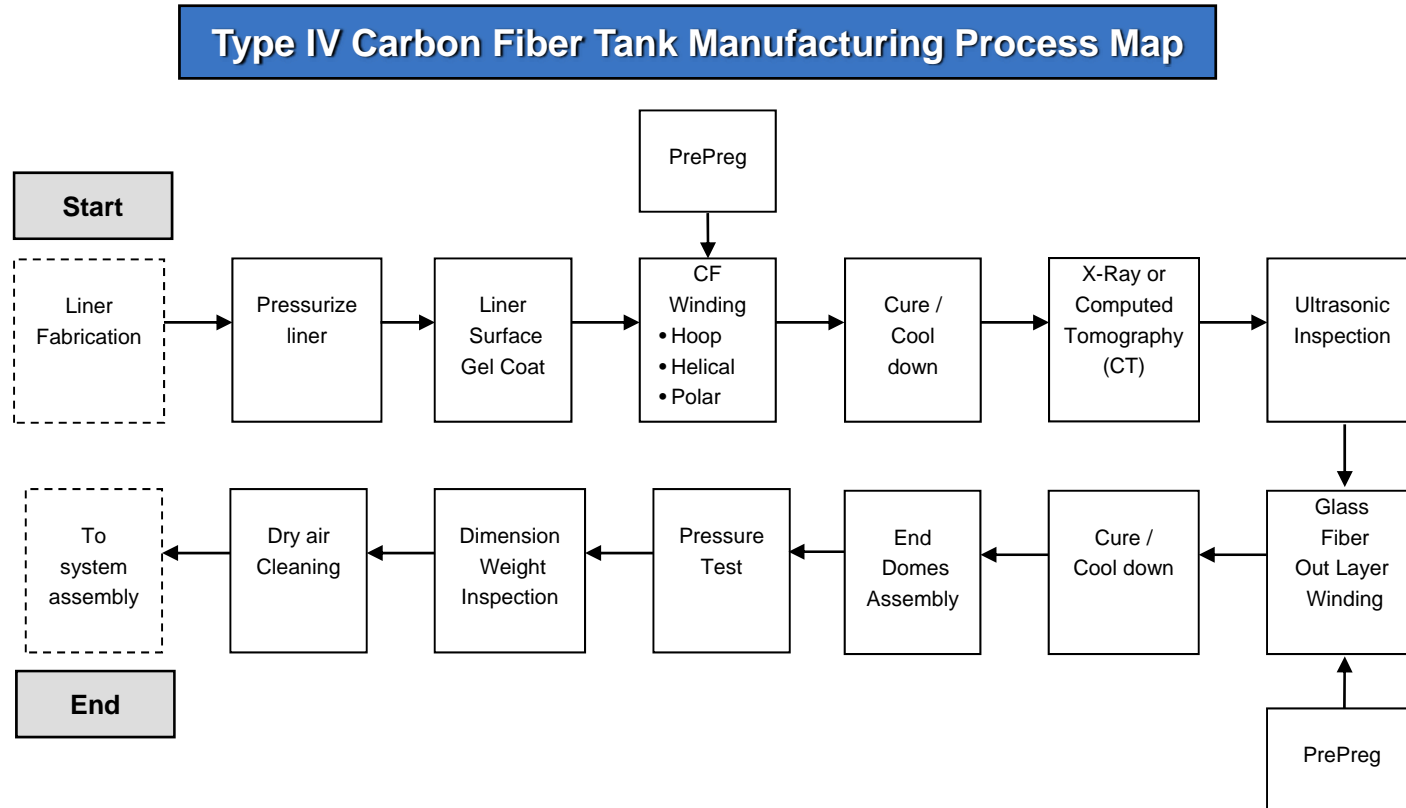 Type IV Carbon Fiber Tank Manufacturing Process Map
PrePreg
Start
Liner
Fabrication
Pressurize
liner
Liner
Surface
Gel Coat
CF
Winding
• Hoop
• Helical
• Polar
Cure /
Cool
down
X-Ray or
Computed
Tomography
(CT)
Ultrasonic
Inspection
Glass
Fiber
Out Layer
Winding
Cure /
Cool down
End
Domes
Assembly
Pressure
Test
Dimension
Weight
Inspection
Dry air
Cleaning
To
system
assembly
End
PrePreg